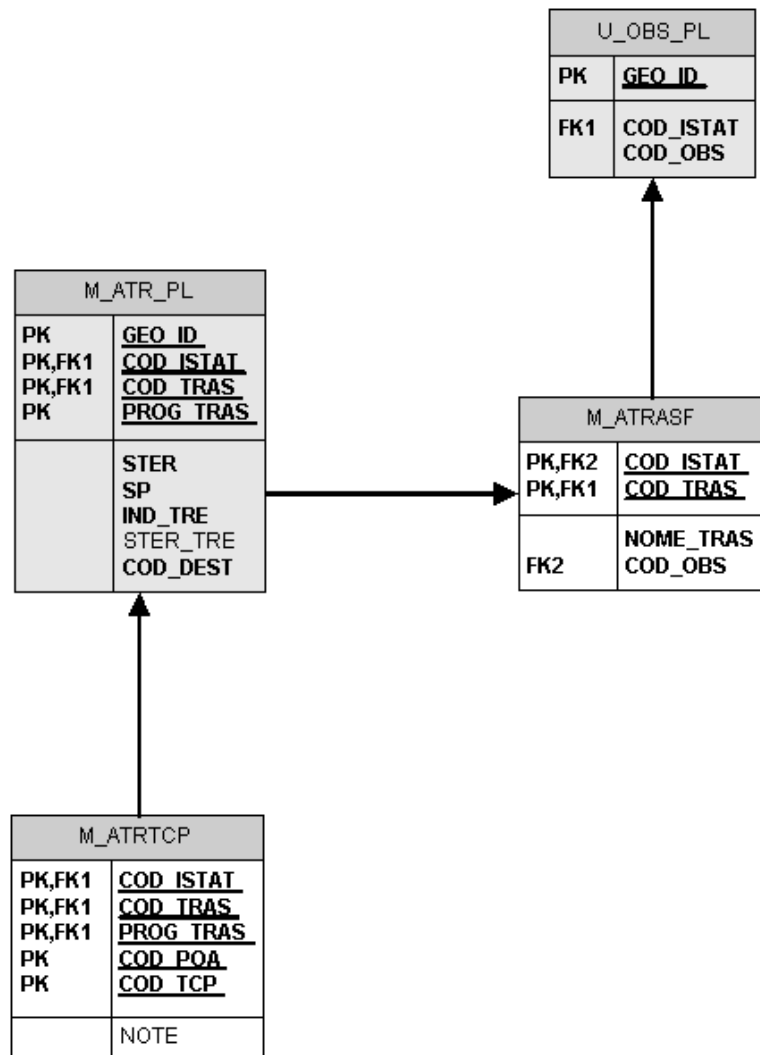 U_OBS_PL
PK GEO_ID
FK1 COD_ISTAT
COD_OBS
M_ATR_PL
PK GEO_ID
PK,FK1 COD_ISTAT
PK,FK1 COD_TRAS
PK PROG_TRAS
STER
SP
IND_TRE
STER_TRE
COD_DEST
M_ATRASF
PK,FK2 COD_ISTAT
PK,FK1 COD_TRAS
NOME_TRAS
FK2 COD_OBS
M_ATRTCP
PK,FK1 COD_ISTAT
PK,FK1 COD_TRAS
PK,FK1 PROG_TRAS
PK COD_POA
PK COD_TCP
NOTE